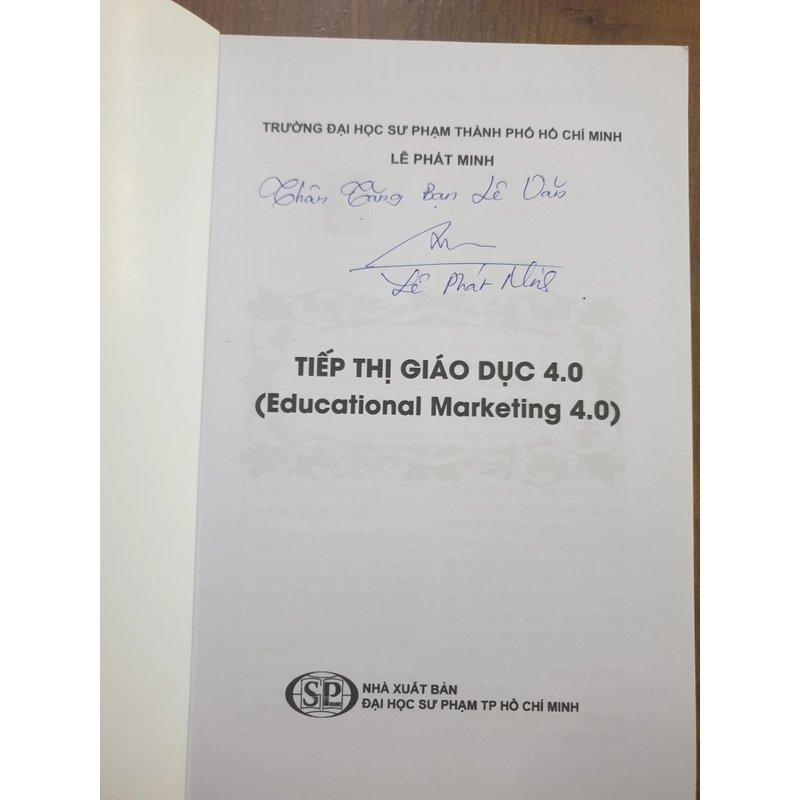 TRƯỜNG ĐẠI HỌC SƯ PHẠM THÀNH PHỐ HỒ CHÍ MINH
LÊ PHÁT MINH
Thân Tặng Bạn Lê Văn
Lê Phát Minh
TIẾP THỊ GIÁO DỤC 4.0
(Educational Marketing 4.0)
SP
NHÀ XUẤT BẢN
ĐẠI HỌC SƯ PHẠM TP HỒ CHÍ MINH